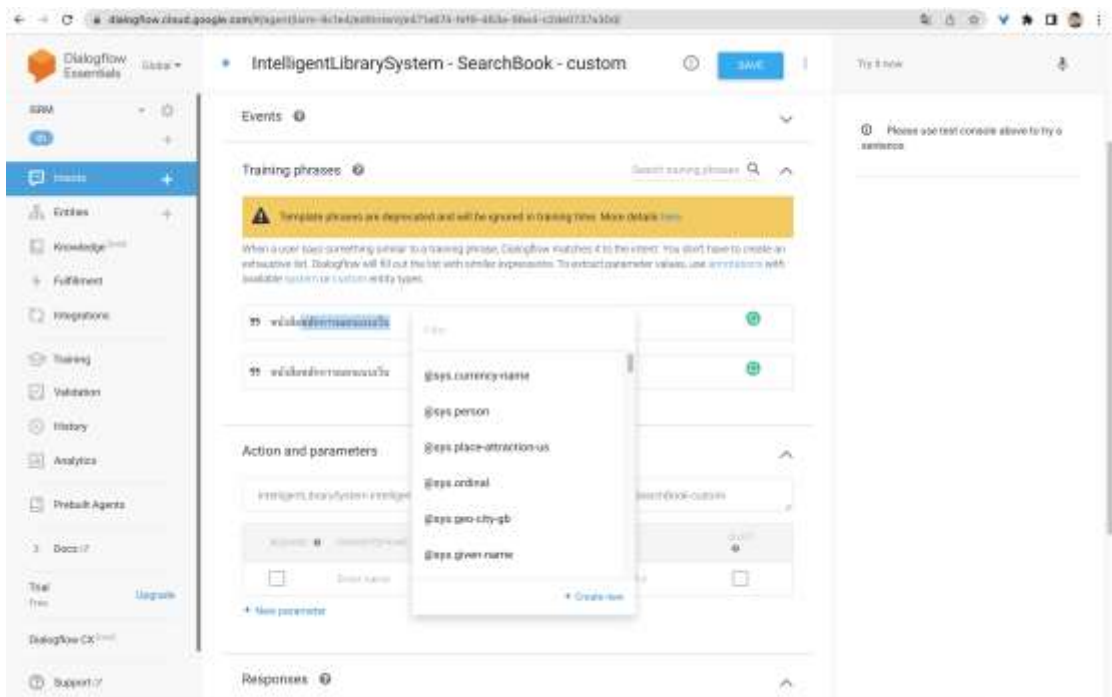 Dialogflow
Essentials
Global
IntelligentLibrarySystem - SearchBook - custom
SAVE
Try it now
Please use test console above to try a
sentence.
Intents
Entities
Knowledge
Fulfillment
Integrations
Training
Validation
History
Analytics
Prebuilt Agents
Docs
Trial
Free
Upgrade
Dialogflow CX
Support
Events
Training phrases
Search training phrases
Template phrases are deprecated and will be ignored in training time. More details here.
When a user says something similar to a training phrase, Dialogflow matches it to the intent. You don't have to create an
exhaustive list. Dialogflow will fill out the list with similar expressions. To extract parameter values, use annotations with
available system or custom entity types.
Filter
@sys.currency-name
@sys.person
@sys.place-attraction-us
@sys.ordinal
@sys.geo-city-gb
@sys.given-name
+ Create new
Action and parameters
Enter name
+ New parameter
Responses